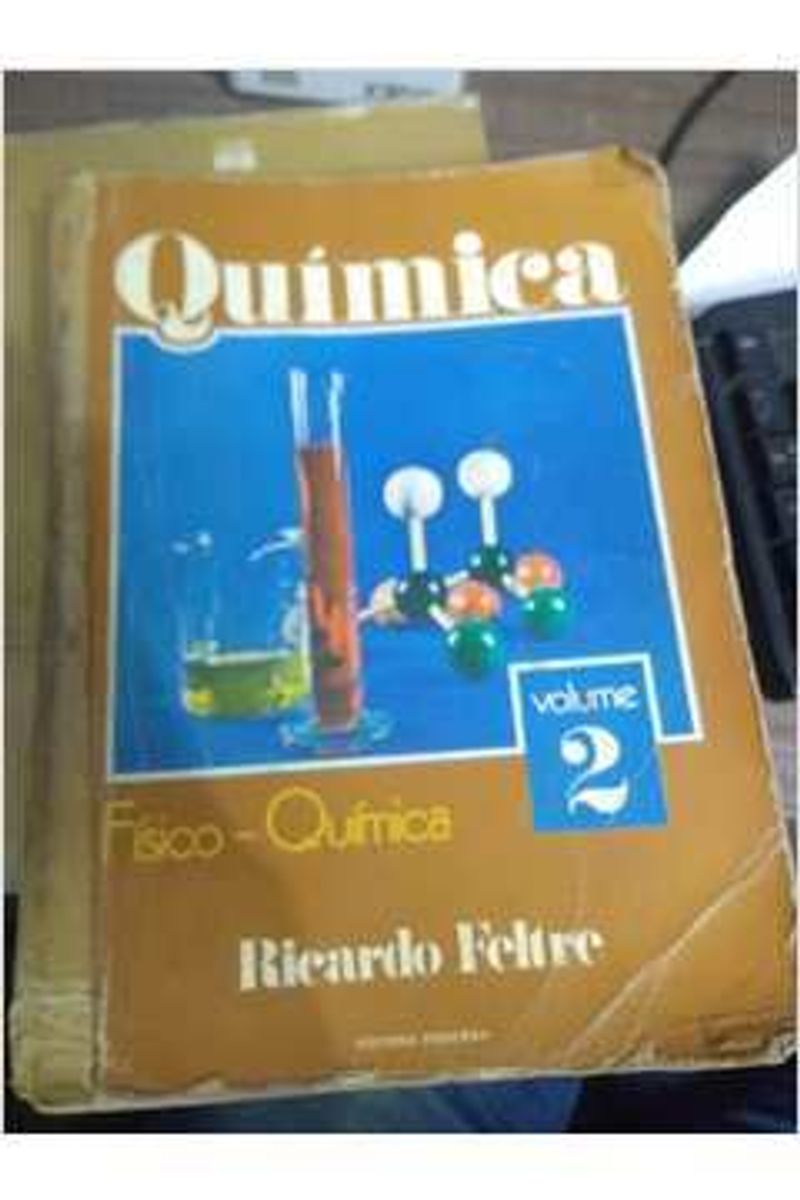 Química
volume
2
Físico - Química
Ricardo Feltre